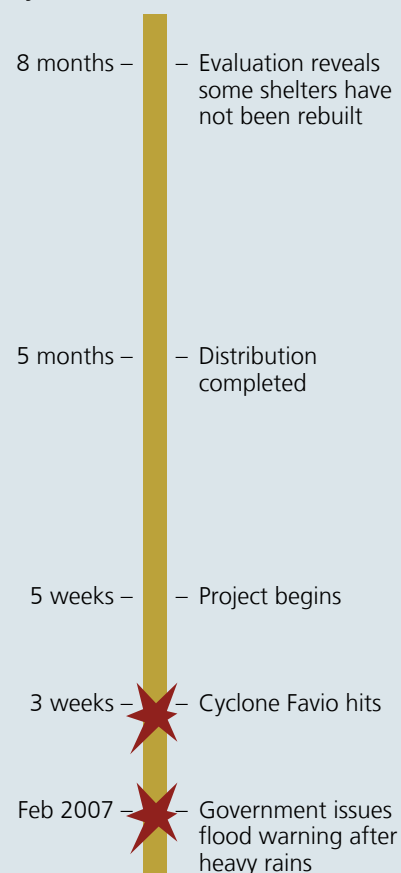 8 months – – Evaluation reveals
some shelters have
not been rebuilt
5 months – – Distribution
completed
5 weeks – – Project begins
3 weeks – – Cyclone Favio hits
Feb 2007 – – Government issues
flood warning after
heavy rains